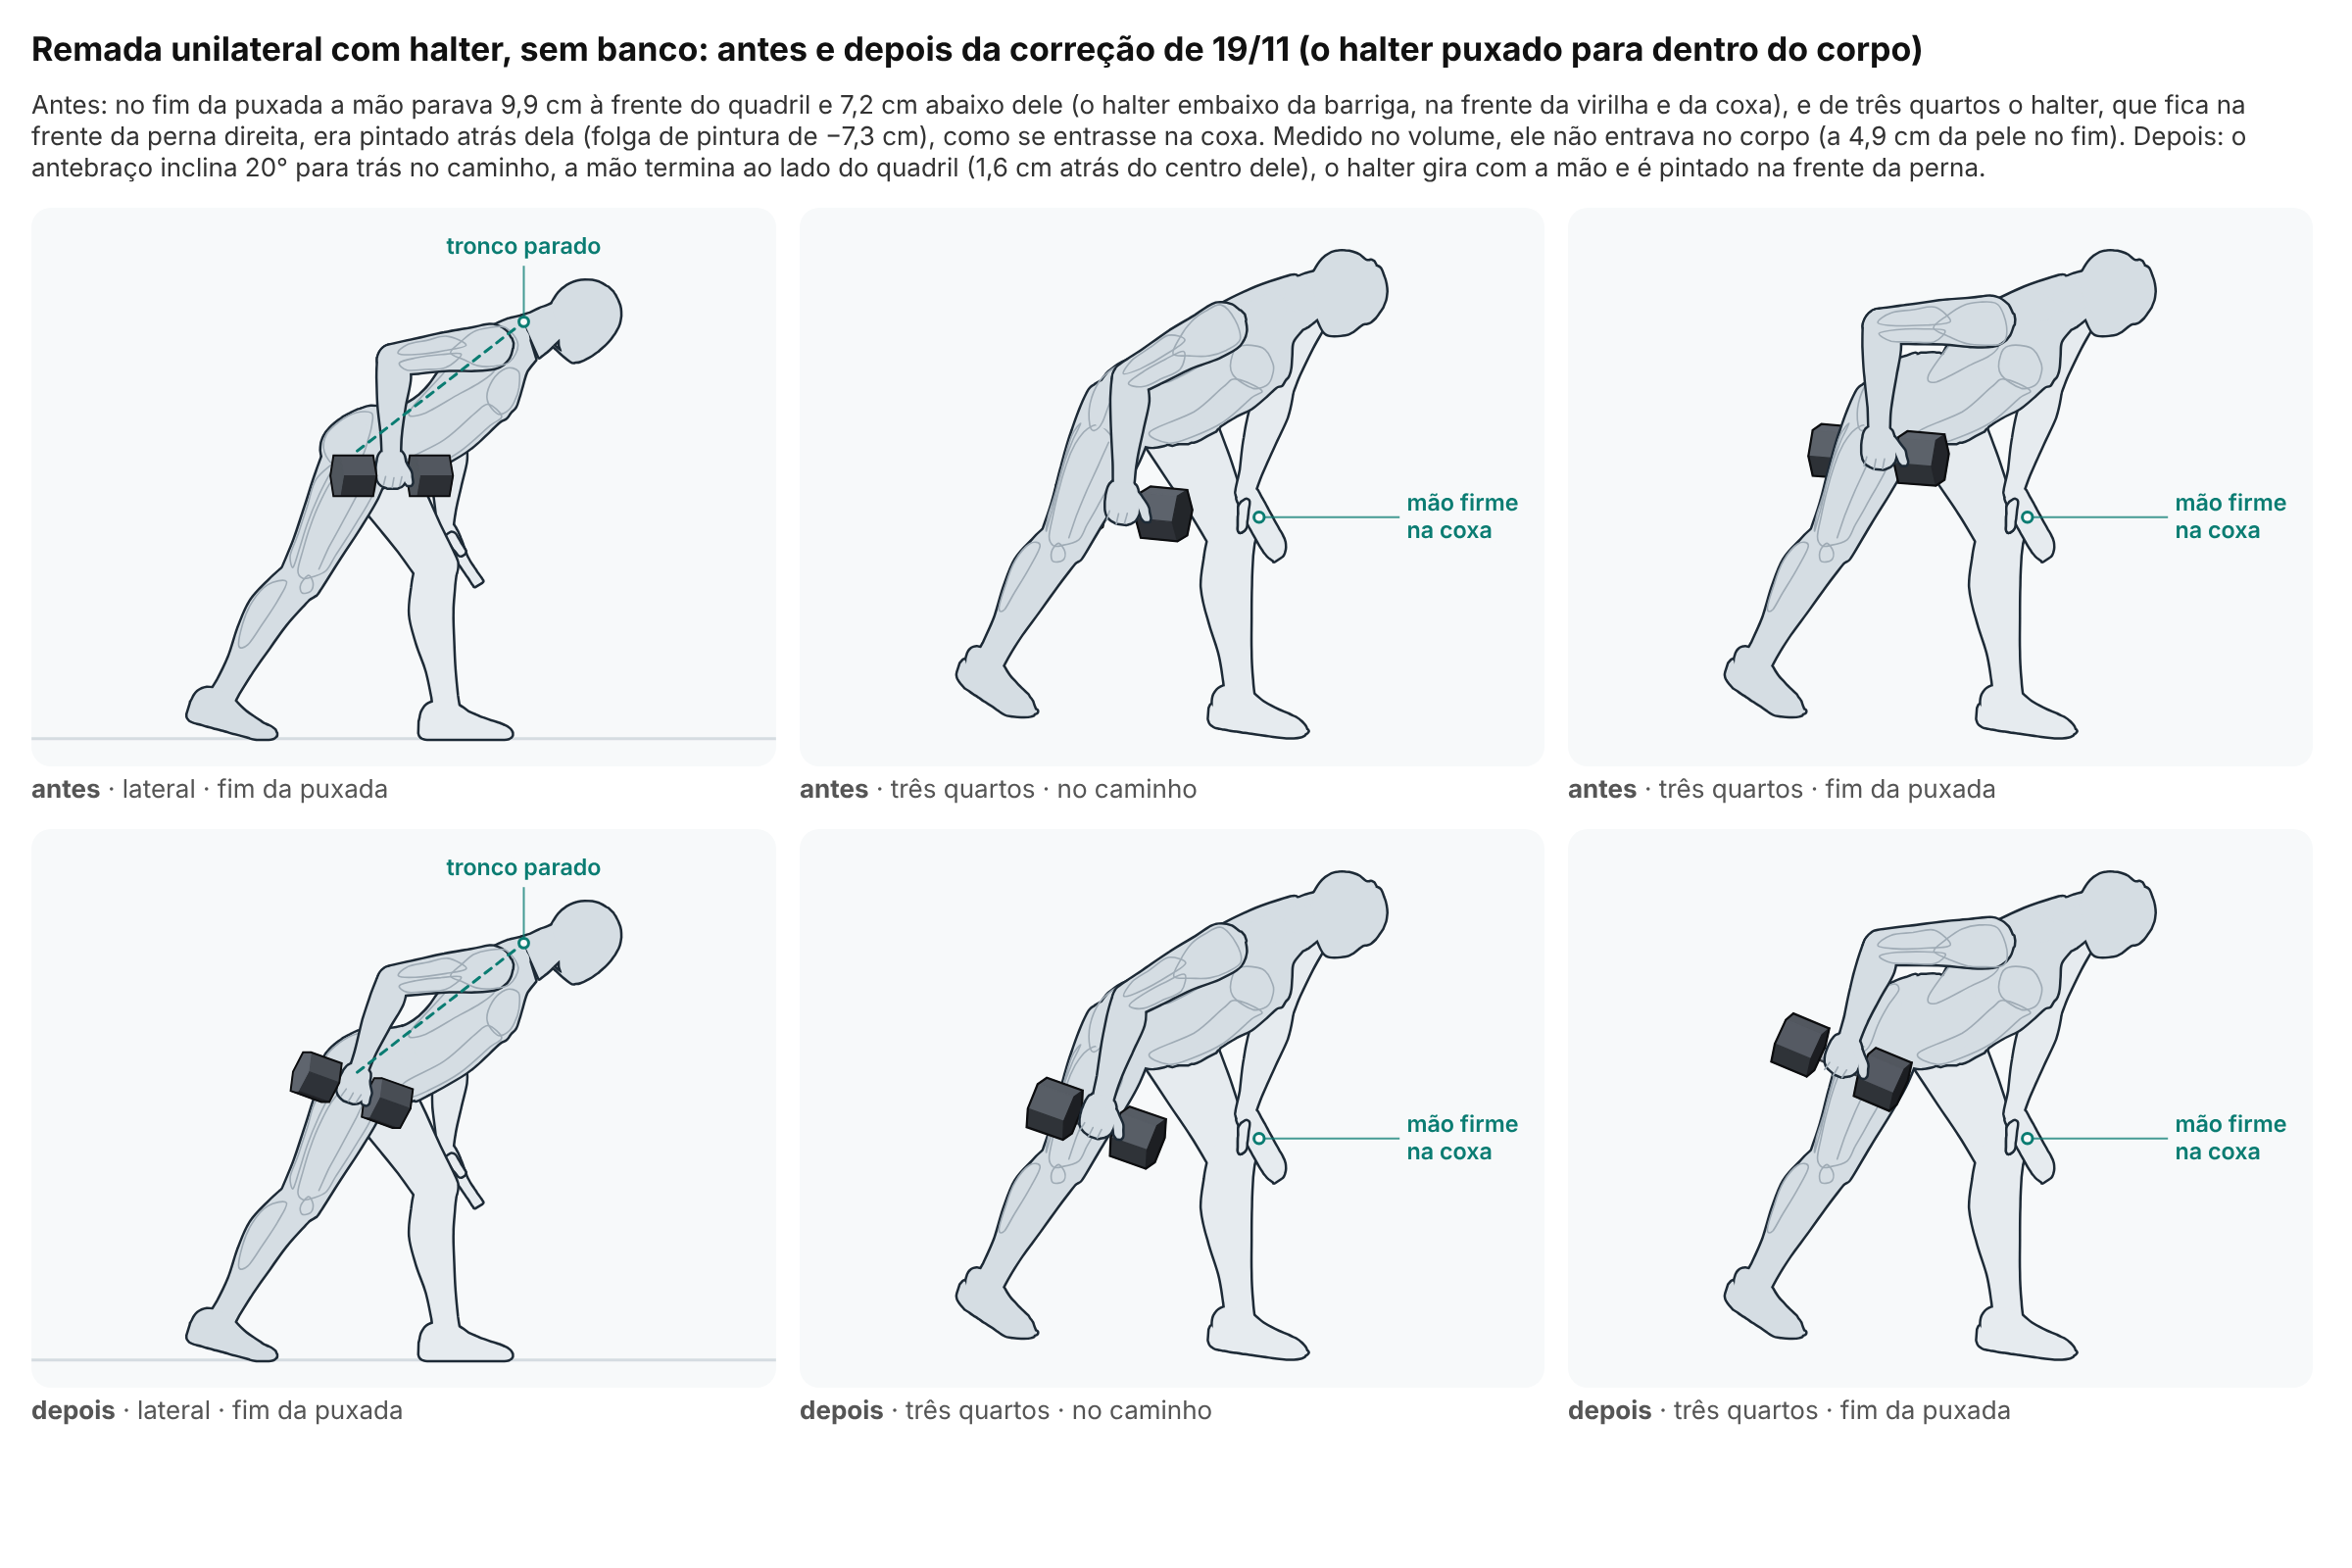 Remada unilateral com halter, sem banco: antes e depois da correção de 19/11 (o halter puxado para dentro do corpo)
Antes: no fim da puxada a mão parava 9,9 cm à frente do quadril e 7,2 cm abaixo dele (o halter embaixo da barriga, na frente da virilha e da coxa), e de três quartos o halter, que fica na
frente da perna direita, era pintado atrás dela (folga de pintura de −7,3 cm), como se entrasse na coxa. Medido no volume, ele não entrava no corpo (a 4,9 cm da pele no fim). Depois: o
antebraço inclina 20° para trás no caminho, a mão termina ao lado do quadril (1,6 cm atrás do centro dele), o halter gira com a mão e é pintado na frente da perna.
tronco parado
mão firme
na coxa
mão firme
na coxa
antes · lateral · fim da puxada
antes · três quartos · no caminho
antes · três quartos · fim da puxada
tronco parado
mão firme
na coxa
mão firme
na coxa
depois · lateral · fim da puxada
depois · três quartos · no caminho
depois · três quartos · fim da puxada